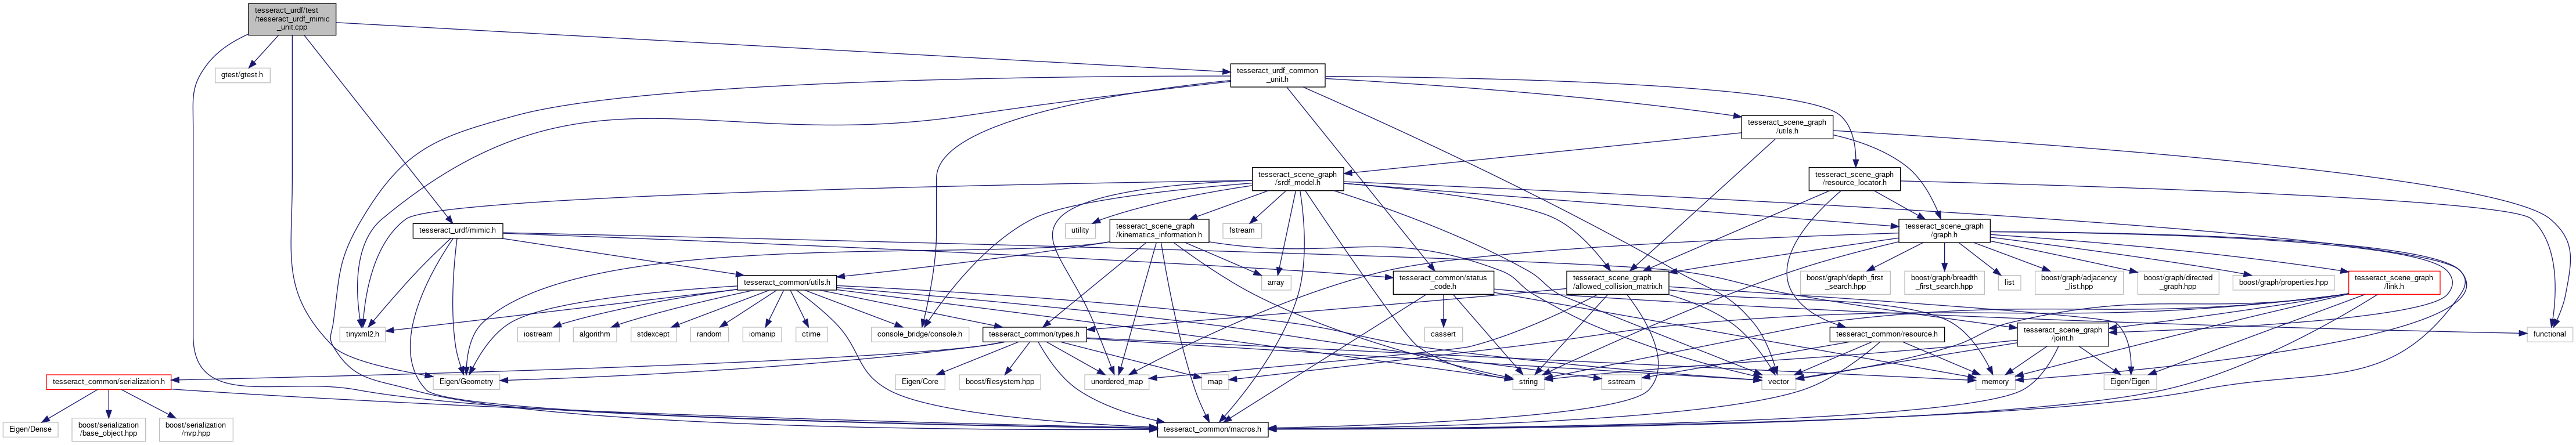 tesseract_urdf/test
/tesseract_urdf_mimic
_unit.cpp
gtest/gtest.h
tesseract_urdf_common
_unit.h
tesseract_scene_graph
/utils.h
tesseract_scene_graph
/srdf_model.h
tesseract_scene_graph
/resource_locator.h
tesseract_urdf/mimic.h
utility
tesseract_scene_graph
/kinematics_information.h
fstream
tesseract_scene_graph
/graph.h
tesseract_common/utils.h
array
tesseract_common/status
_code.h
tesseract_scene_graph
/allowed_collision_matrix.h
boost/graph/depth_first
_search.hpp
boost/graph/breadth
_first_search.hpp
list
boost/graph/adjacency
_list.hpp
boost/graph/directed
_graph.hpp
boost/graph/properties.hpp
tesseract_scene_graph
/link.h
tinyxml2.h
iostream
algorithm
stdexcept
random
iomanip
ctime
console_bridge/console.h
tesseract_common/types.h
cassert
tesseract_common/resource.h
tesseract_scene_graph
/joint.h
functional
tesseract_common/serialization.h
Eigen/Geometry
Eigen/Core
boost/filesystem.hpp
unordered_map
map
string
sstream
vector
memory
Eigen/Eigen
Eigen/Dense
boost/serialization
/base_object.hpp
boost/serialization
/nvp.hpp
tesseract_common/macros.h